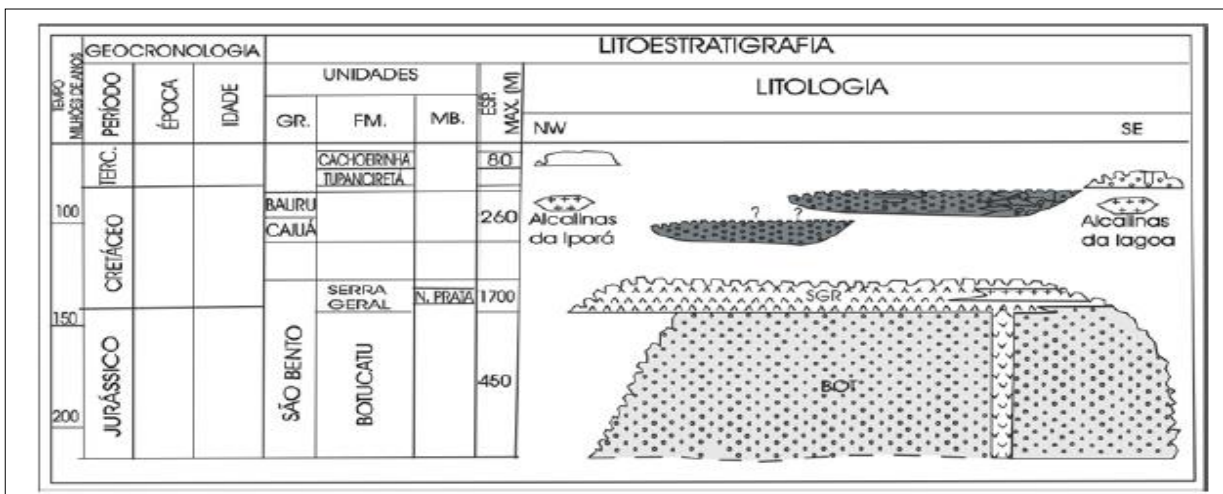 GEOCRONOLOGIA
LITOESTRATIGRAFIA
TEMPO
MILHÕES DE ANOS
PERÍODO
ÉPOCA
IDADE
UNIDADES
GR.
FM.
MB.
ESP.
MAX. (M)
LITOLOGIA
NW
SE
TERC.
CACHOEIRINHA
80
TUPANCIRETÃ
100
CRETÁCEO
BAURU
CAIUÁ
260
? ?
Alcalinas
da Iporá
Alcalinas
da lagoa
SERRA
GERAL
N. PRATA
1700
SGR
150
JURÁSSICO
SÃO BENTO
BOTUCATU
450
BOT
200